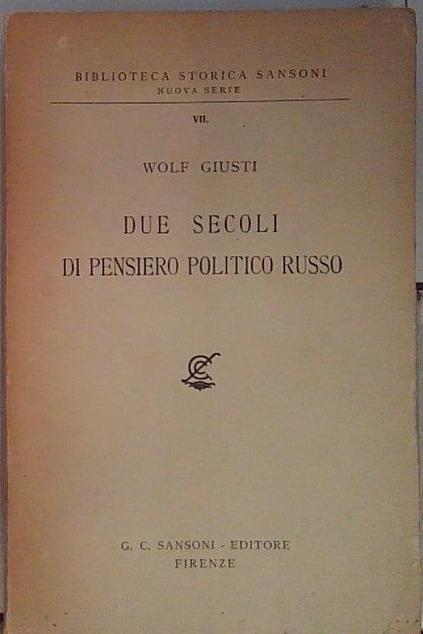 BIBLIOTECA STORICA SANSONI
NUOVA SERIE
VII.
WOLF GIUSTI
DUE SECOLI
DI PENSIERO POLITICO RUSSO
G. C. SANSONI - EDITORE
FIRENZE